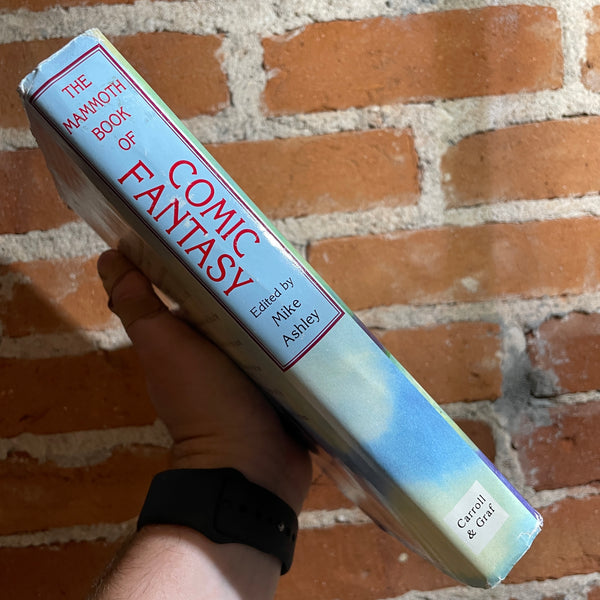 THE
MAMMOTH
BOOK
OF
COMIC
FANTASY
Edited by
Mike
Ashley
Carroll
& Graf